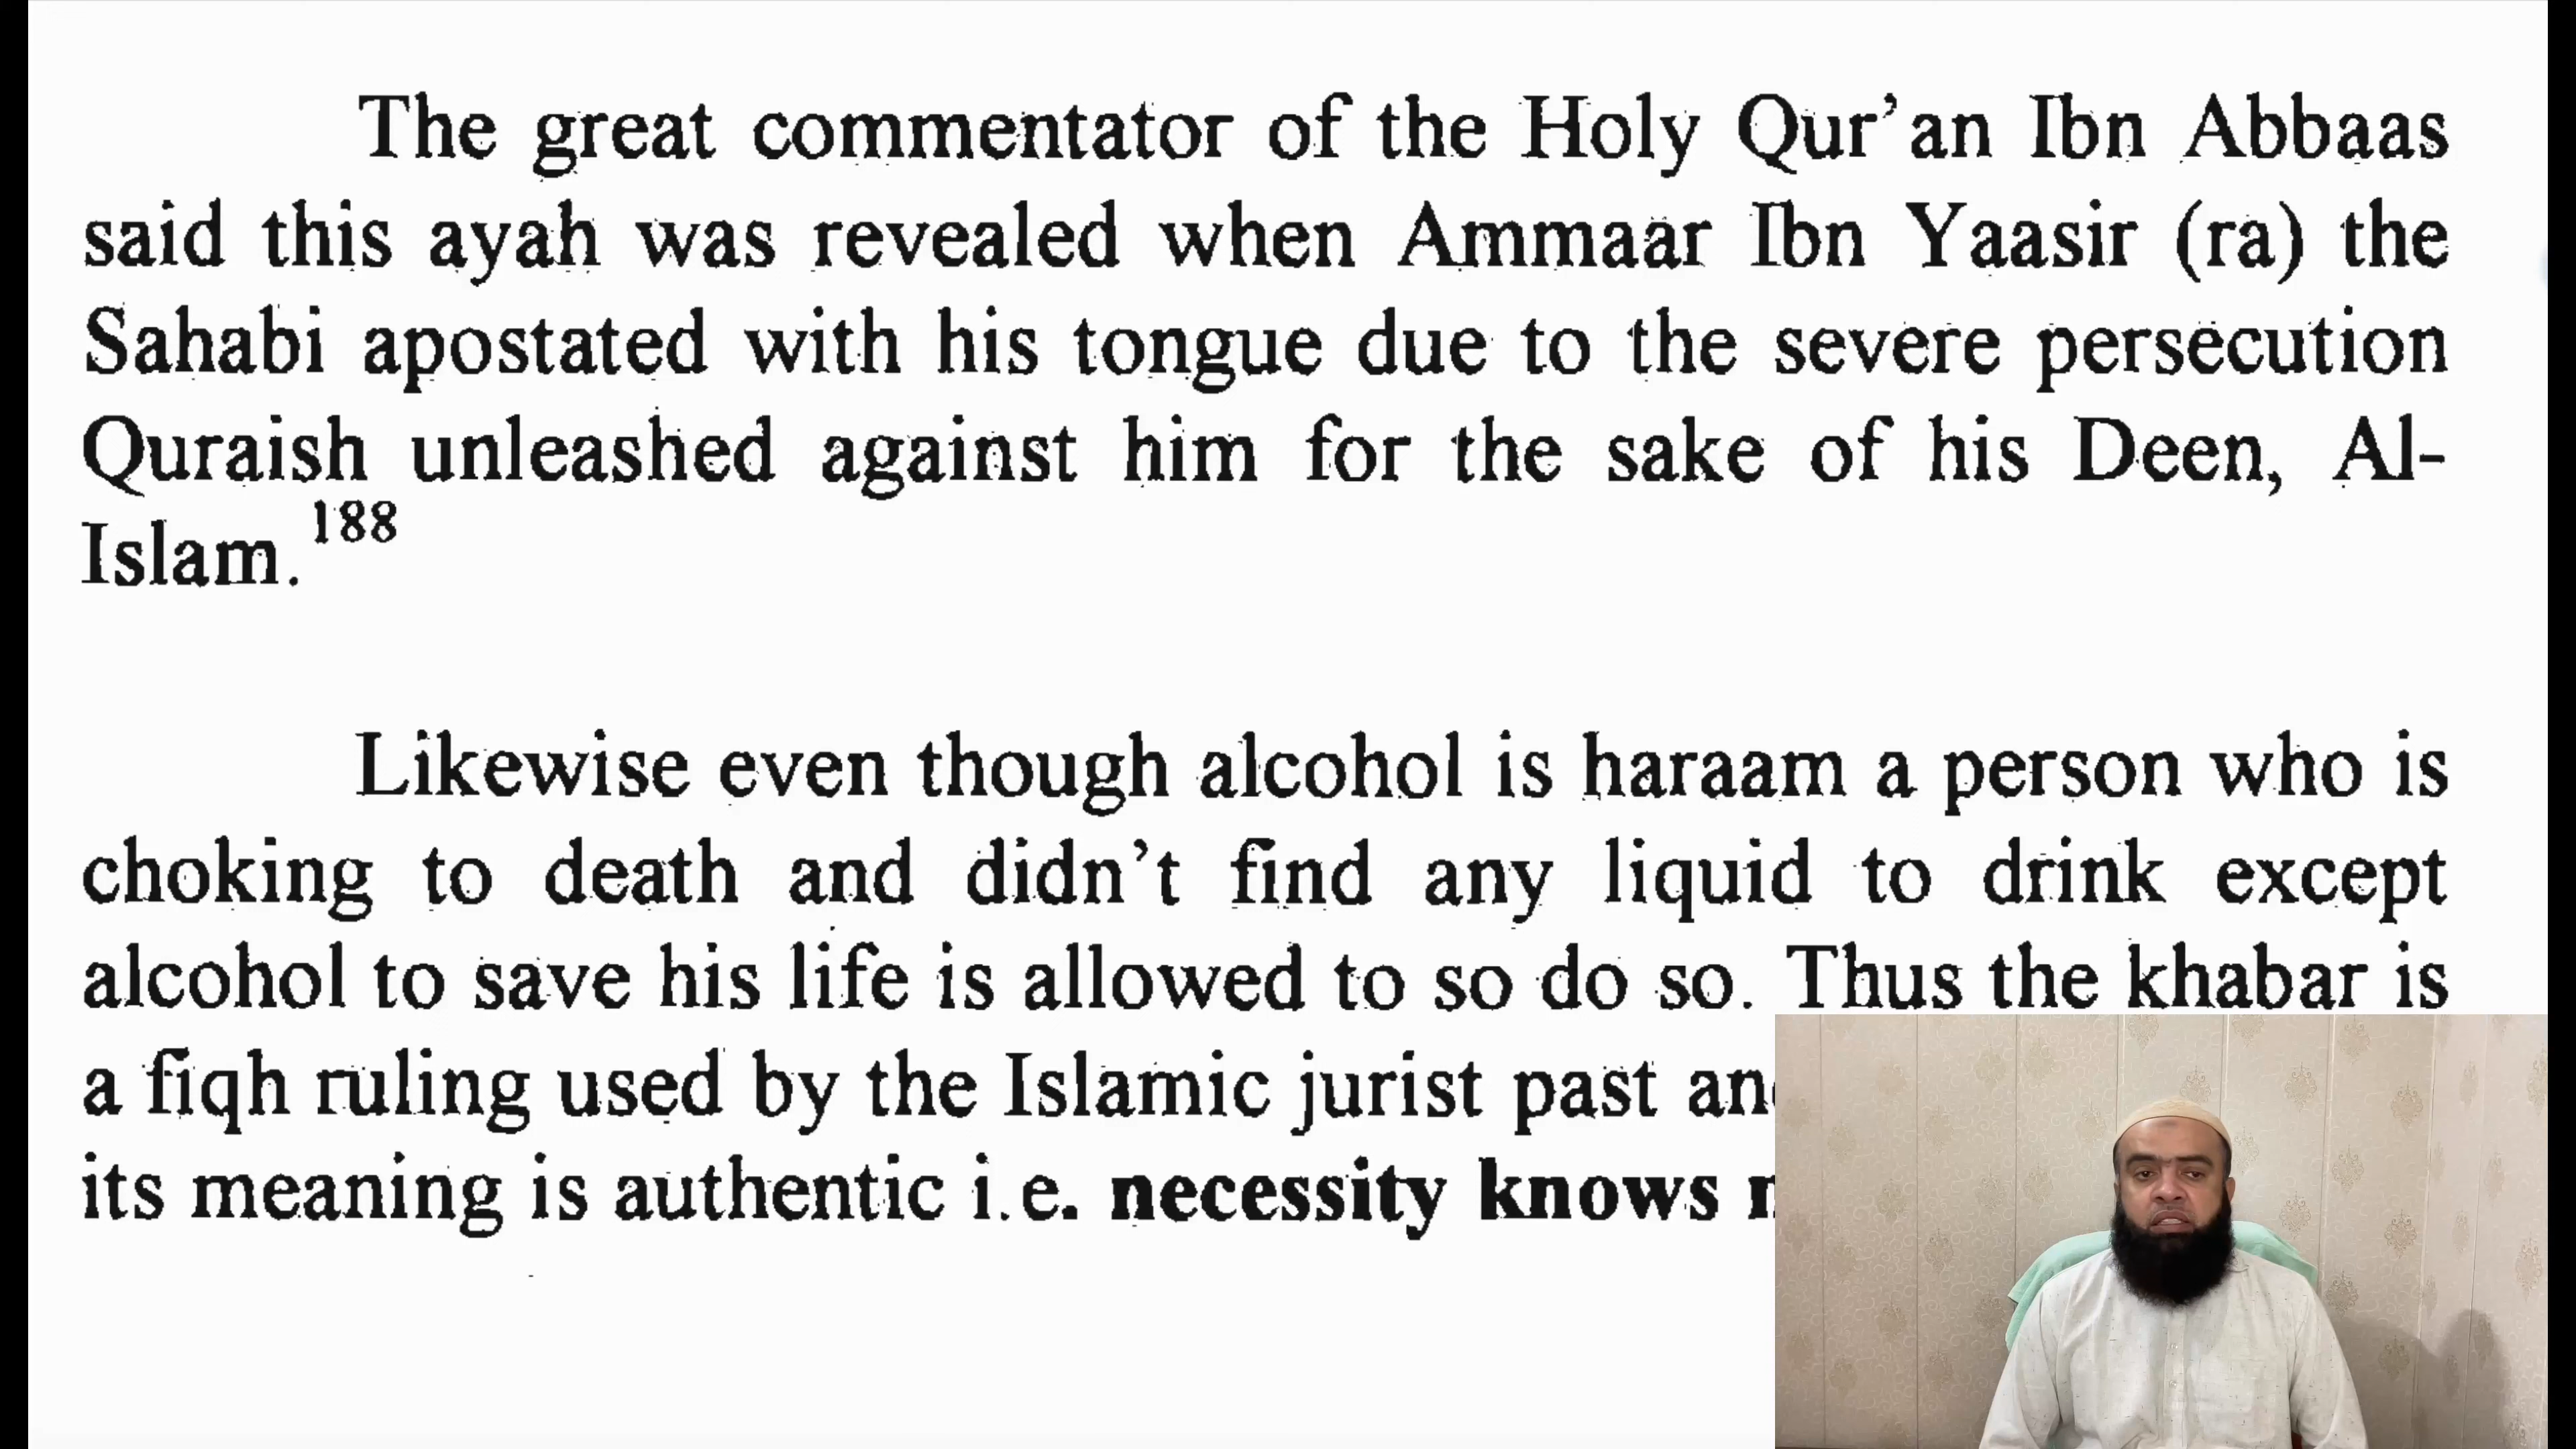 The great commentator of the Holy Qur’an Ibn Abbaas
said this ayah was revealed when Ammaar Ibn Yaasir (ra) the
Sahabi apostated with his tongue due to the severe persecution
Quraish unleashed against him for the sake of his Deen, Al-
Islam.188
Likewise even though alcohol is haraam a person who is
choking to death and didn’t find any liquid to drink except
alcohol to save his life is allowed to so do so. Thus the khabar is
a fiqh ruling used by the Islamic jurist past
its meaning is authentic i.e. necessity knows